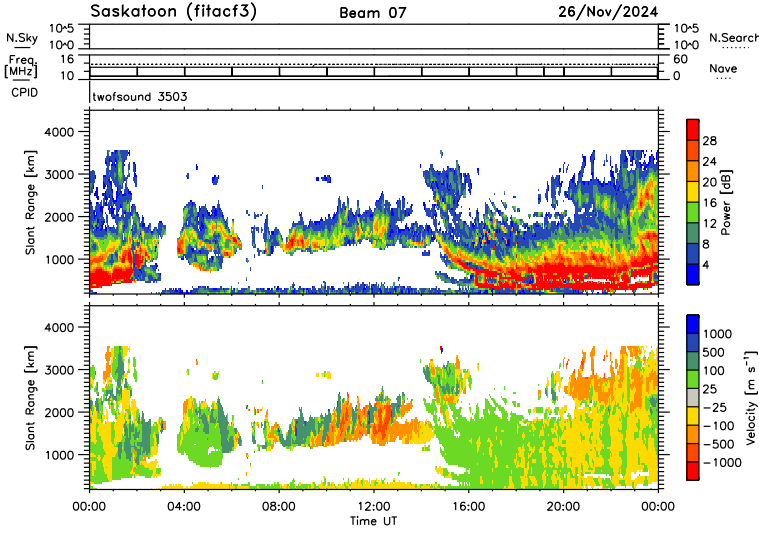 Saskatoon (fitacf3) Beam 07 26/Nov/2024
10^5 10^5
N.Sky N.Search
10^0 10^0
Freq. 16 60
[MHz] Nave
10 0
CPID
twofsound 3503
4000
3000
2000
1000
Slant Range [km]
28
24
20
16
12
8
4
Power [dB]
4000
3000
2000
1000
Slant Range [km]
1000
500
100
25
−25
−100
−500
−1000
Velocity [m s⁻¹]
00:00 04:00 08:00 12:00 16:00 20:00 00:00
Time UT